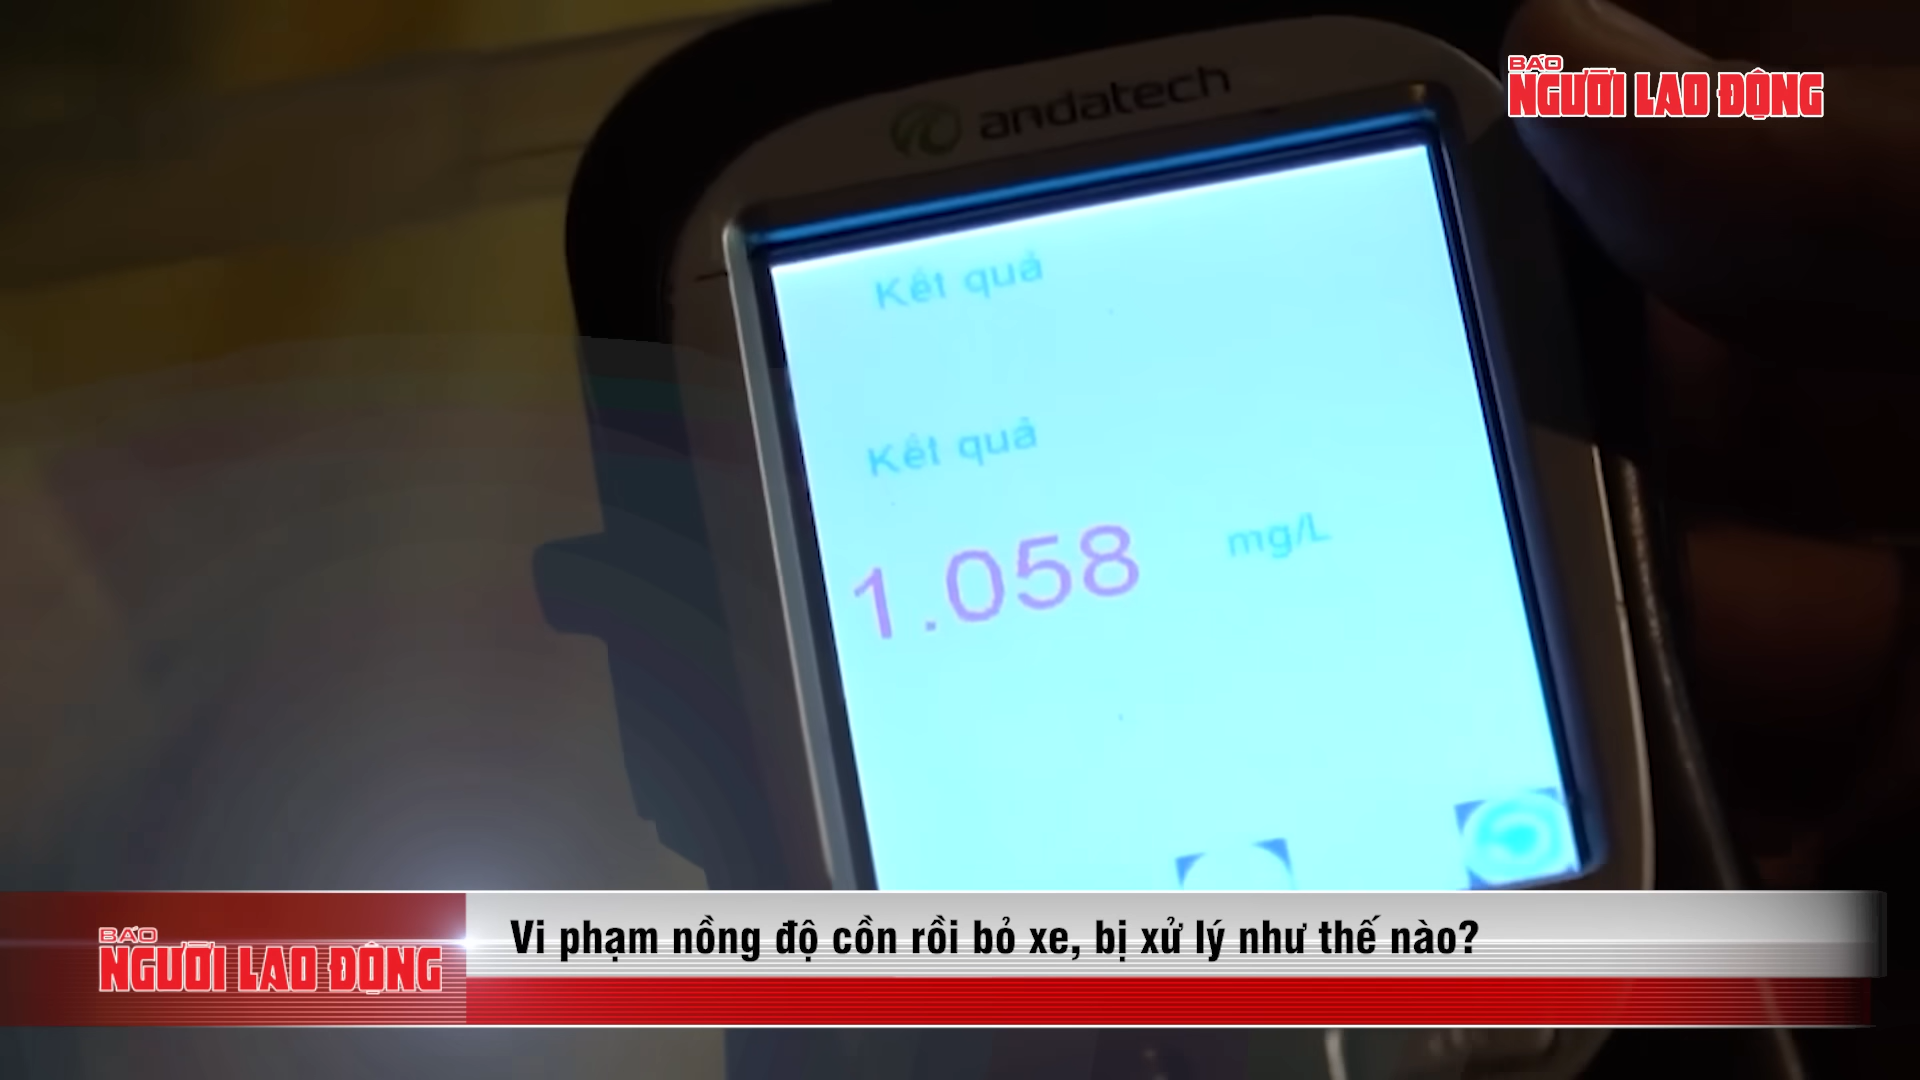 BÁO
NGƯỜI LAO ĐỘNG
andatech
Kết quả
Kết quả
1.058 mg/L
Vi phạm nồng độ cồn rồi bỏ xe, bị xử lý như thế nào?
BÁO
NGƯỜI LAO ĐỘNG